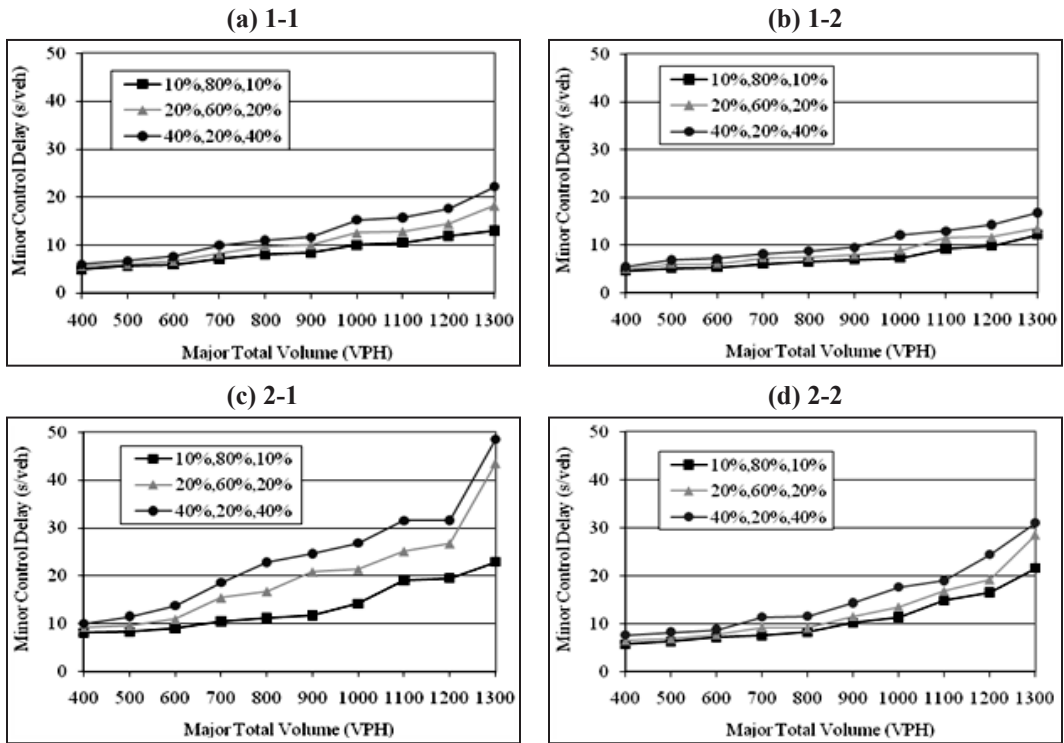 (a) 1-1
50
40
30
20
10
0
Minor Control Delay (s/veh)
10%,80%,10%
20%,60%,20%
40%,20%,40%
400 500 600 700 800 900 1000 1100 1200 1300
Major Total Volume (VPH)
(b) 1-2
50
40
30
20
10
0
Minor Control Delay (s/veh)
10%,80%,10%
20%,60%,20%
40%,20%,40%
400 500 600 700 800 900 1000 1100 1200 1300
Major Total Volume (VPH)
(c) 2-1
50
40
30
20
10
0
Minor Control Delay (s/veh)
10%,80%,10%
20%,60%,20%
40%,20%,40%
400 500 600 700 800 900 1000 1100 1200 1300
Major Total Volume (VPH)
(d) 2-2
50
40
30
20
10
0
Minor Control Delay (s/veh)
10%,80%,10%
20%,60%,20%
40%,20%,40%
400 500 600 700 800 900 1000 1100 1200 1300
Major Total Volume (VPH)